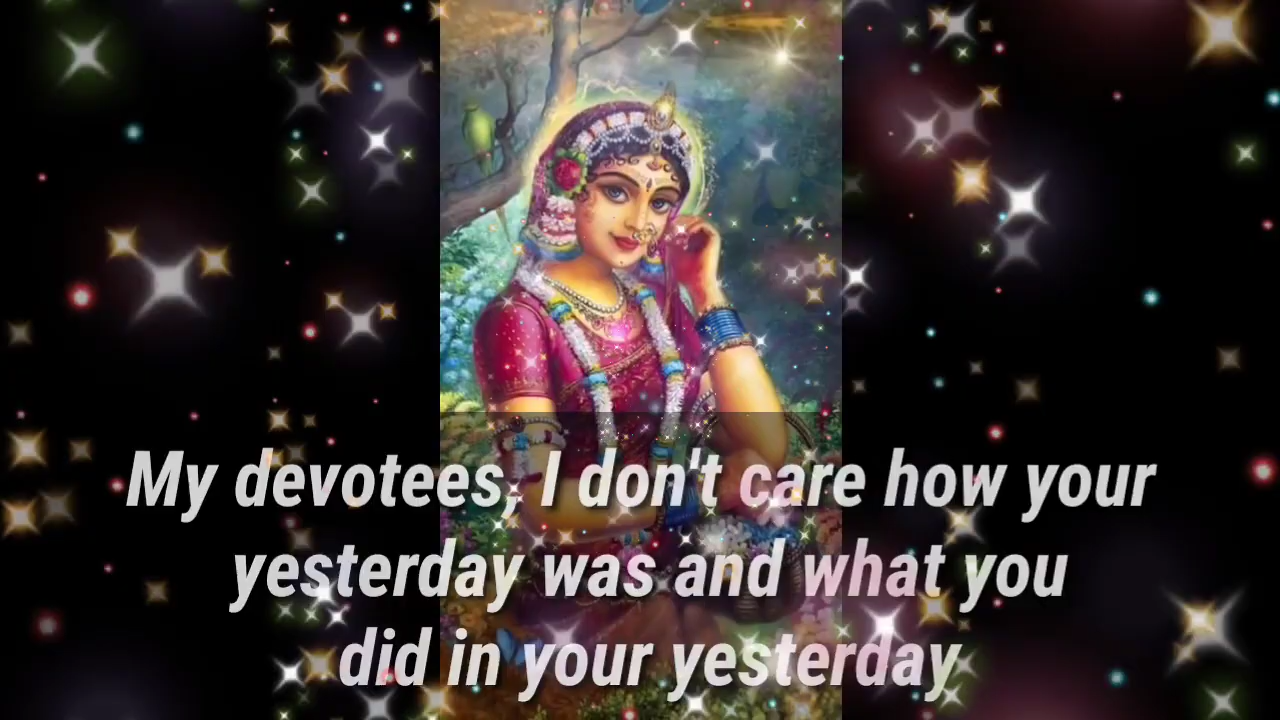 My devotees, I don't care how your
yesterday was and what you
did in your yesterday